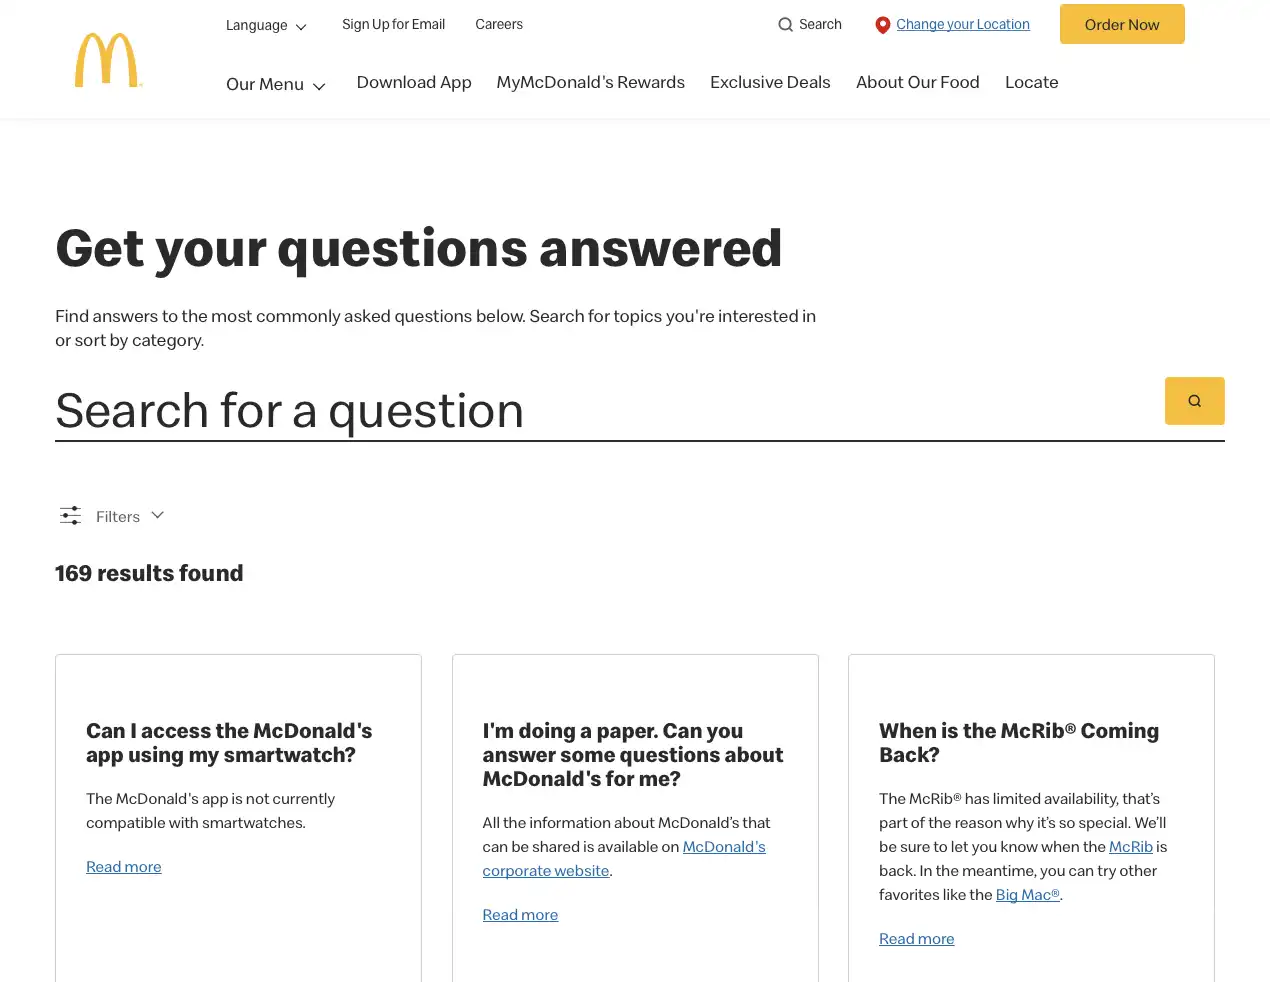 Language
Sign Up for Email
Careers
Search
Change your Location
Order Now
Our Menu
Download App
MyMcDonald's Rewards
Exclusive Deals
About Our Food
Locate
Get your questions answered
Find answers to the most commonly asked questions below. Search for topics you're interested in
or sort by category.
Search for a question
Filters
169 results found
Can I access the McDonald's
app using my smartwatch?
The McDonald's app is not currently
compatible with smartwatches.
Read more
I'm doing a paper. Can you
answer some questions about
McDonald's for me?
All the information about McDonald’s that
can be shared is available on McDonald's
corporate website.
Read more
When is the McRib® Coming
Back?
The McRib® has limited availability, that’s
part of the reason why it’s so special. We’ll
be sure to let you know when the McRib is
back. In the meantime, you can try other
favorites like the Big Mac®.
Read more